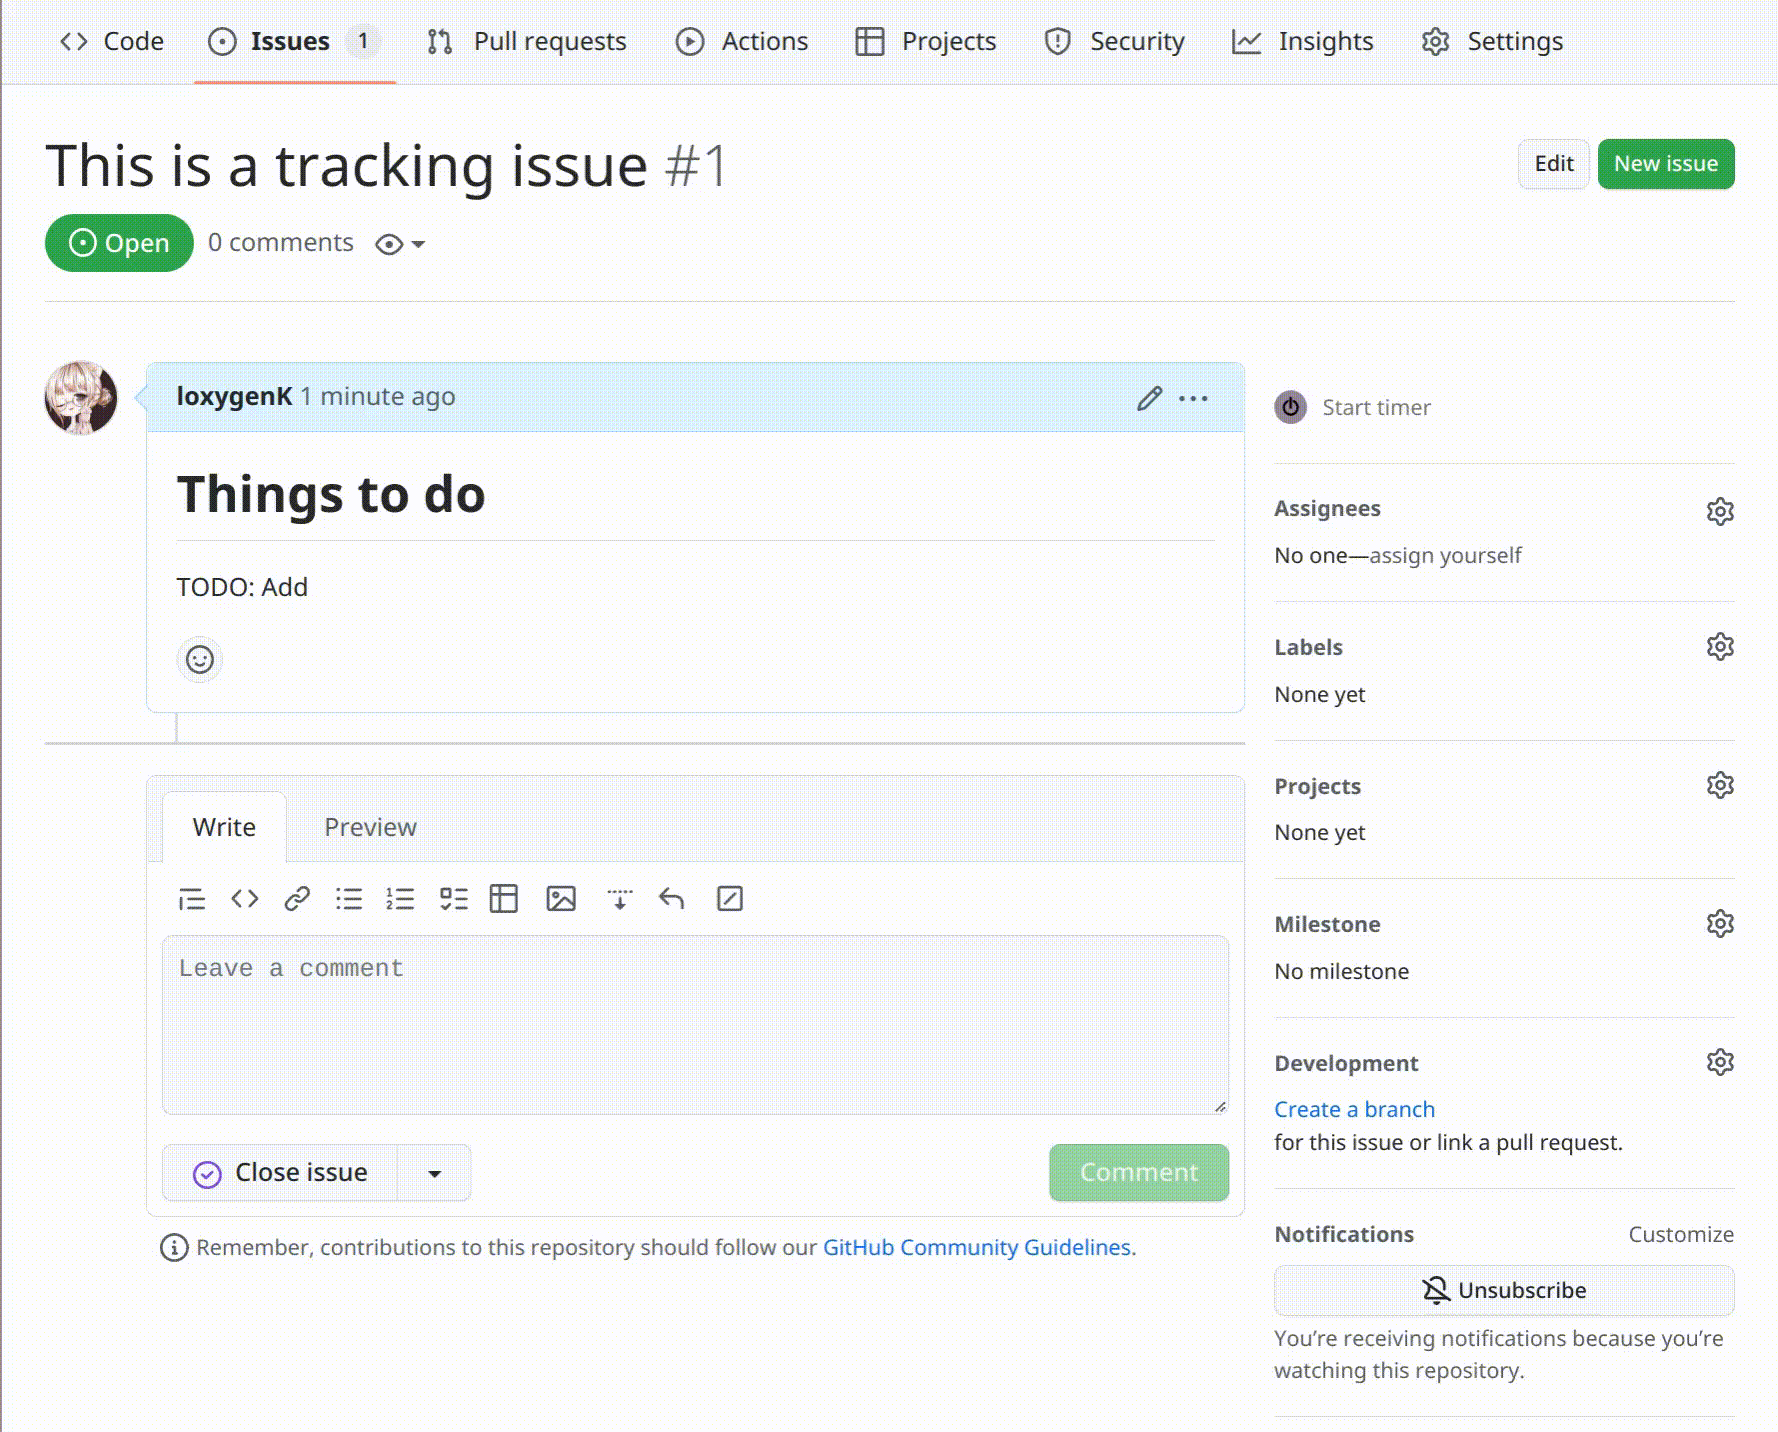 Code Issues 1 Pull requests Actions Projects Security Insights Settings
This is a tracking issue #1
Edit New issue
Open 0 comments
loxygenK 1 minute ago
Things to do
TODO: Add
Write Preview
Leave a comment
Close issue Comment
Remember, contributions to this repository should follow our GitHub Community Guidelines.
Start timer
Assignees
No one—assign yourself
Labels
None yet
Projects
None yet
Milestone
No milestone
Development
Create a branch
for this issue or link a pull request.
Notifications Customize
Unsubscribe
You’re receiving notifications because you’re
watching this repository.